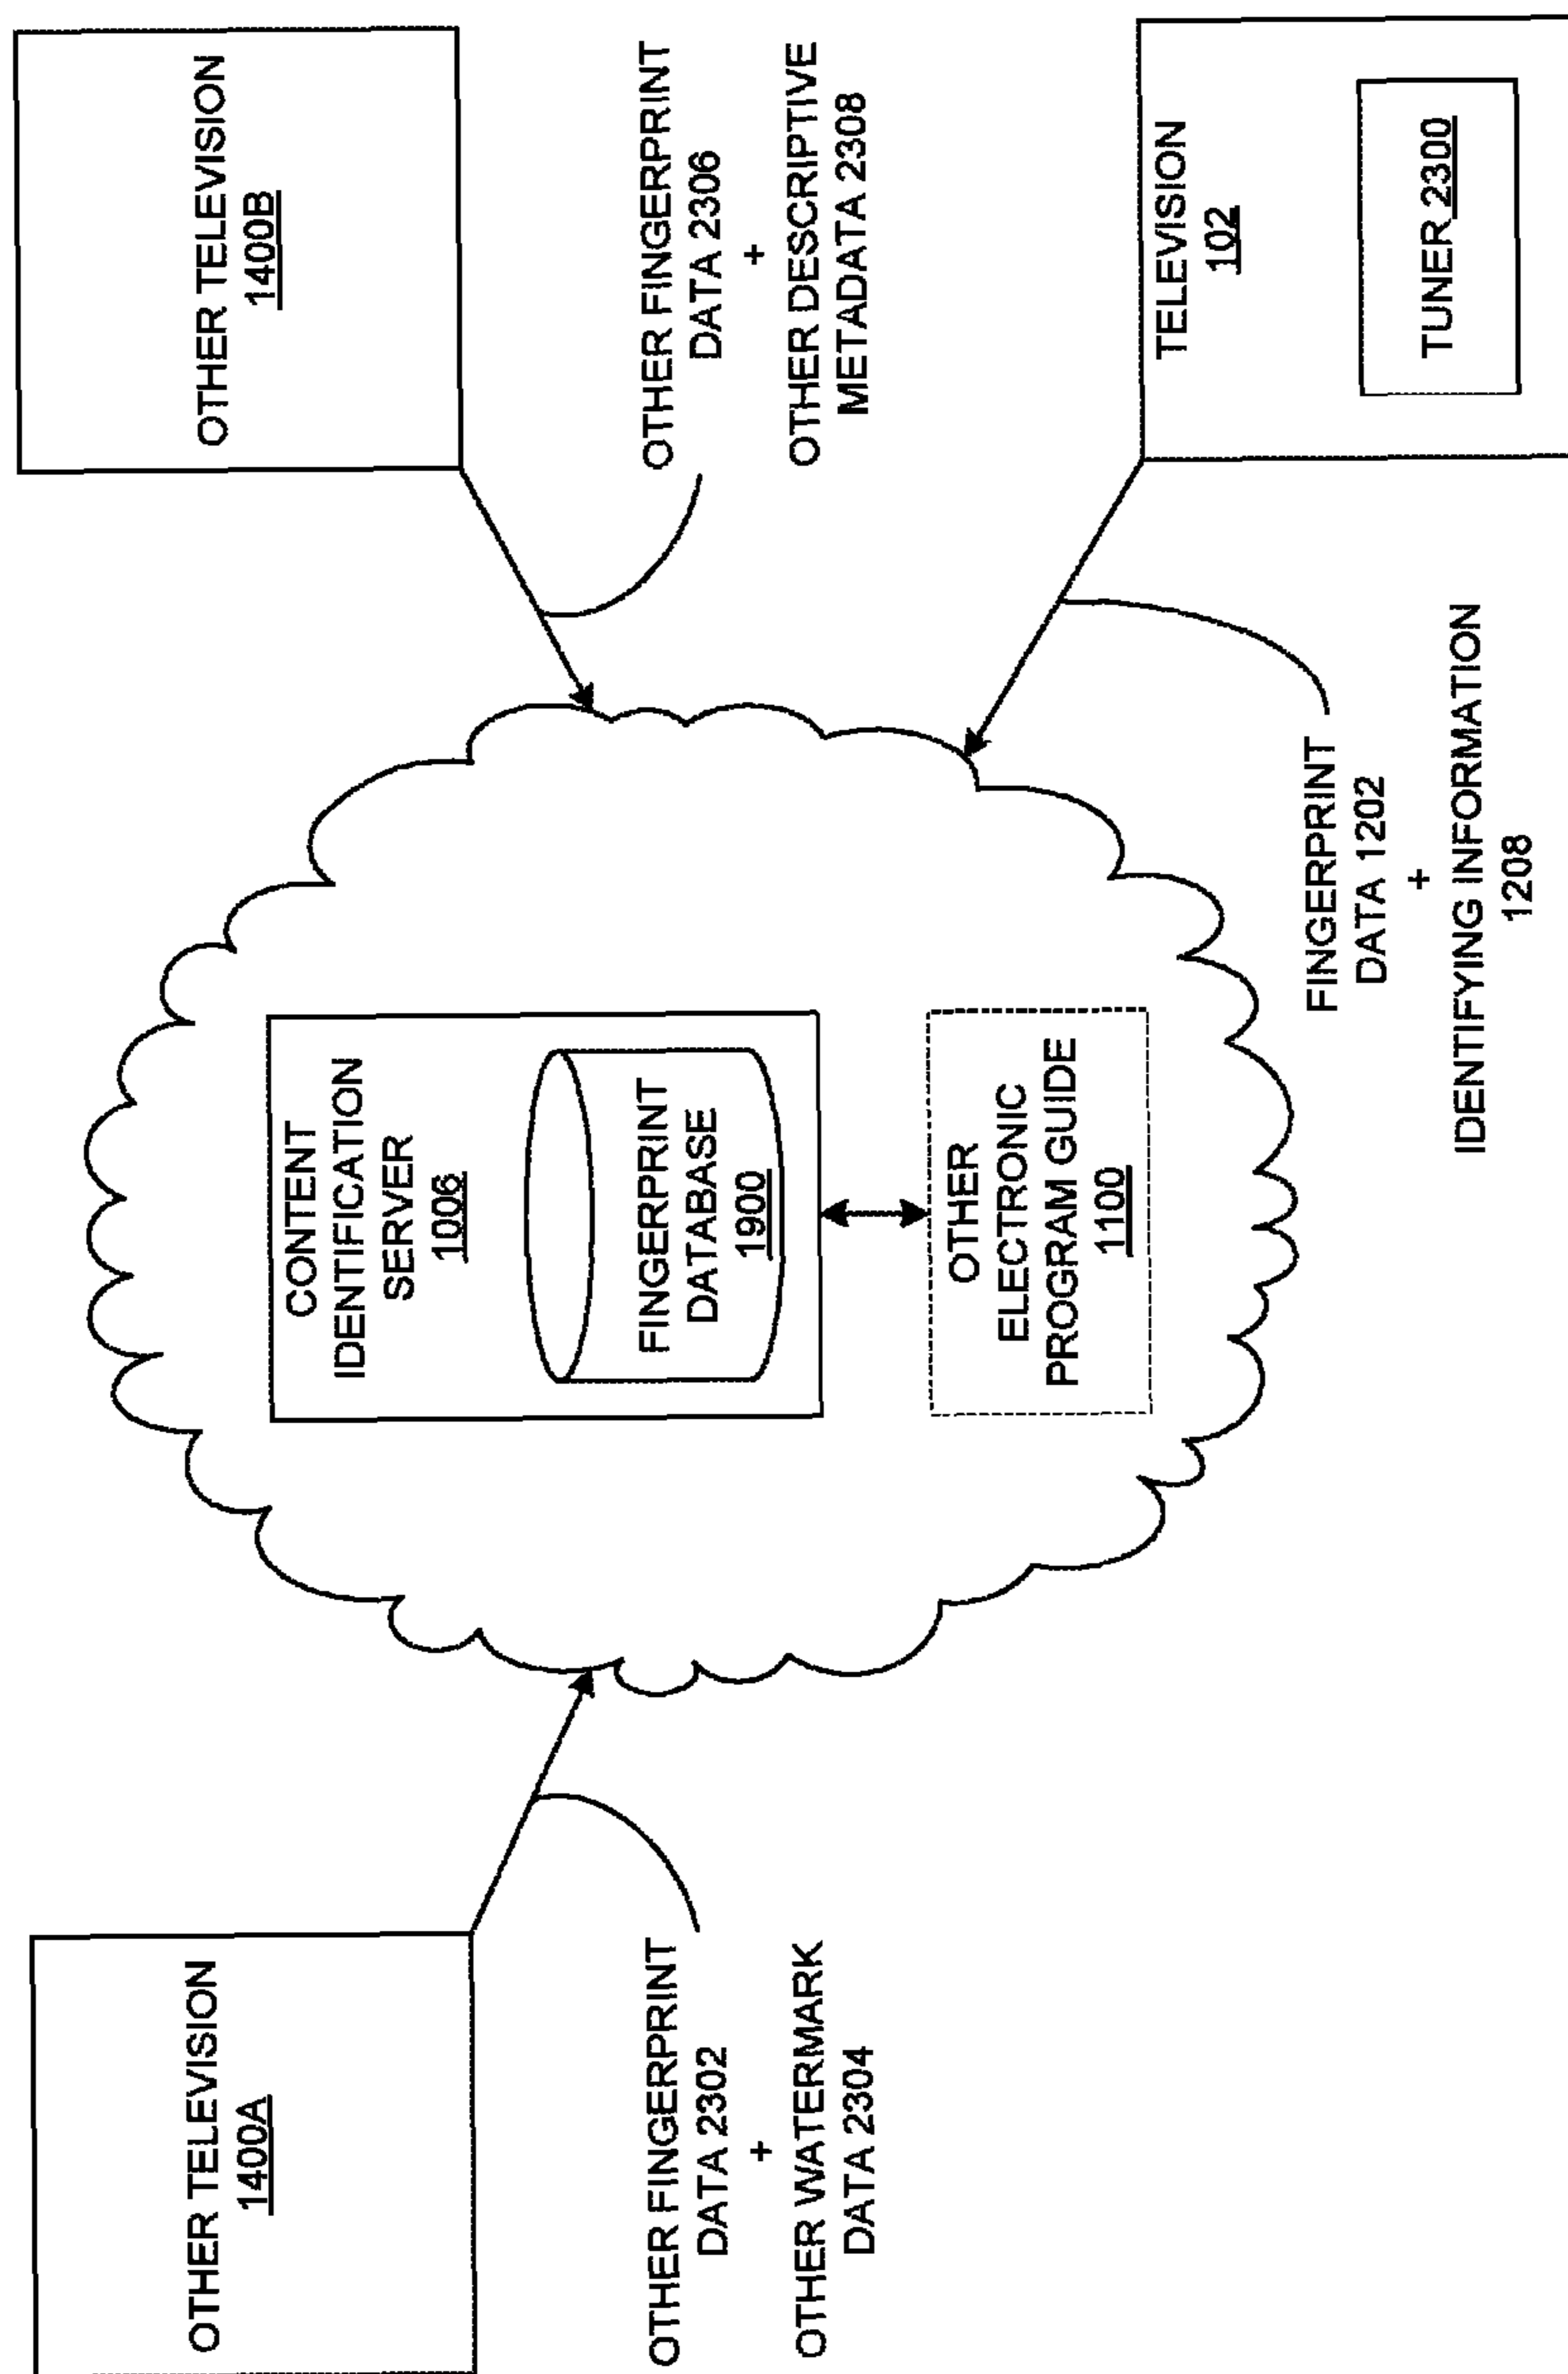 OTHER TELEVISION
1400A
OTHER FINGERPRINT
DATA 2302
+
OTHER WATERMARK
DATA 2304
CONTENT
IDENTIFICATION
SERVER
1006
FINGERPRINT
DATABASE
1900
OTHER
ELECTRONIC
PROGRAM GUIDE
1100
OTHER TELEVISION
1400B
OTHER FINGERPRINT
DATA 2306
+
OTHER DESCRIPTIVE
METADATA 2308
TELEVISION
102
TUNER 2300
FINGERPRINT
DATA 1202
+
IDENTIFYING INFORMATION
1208